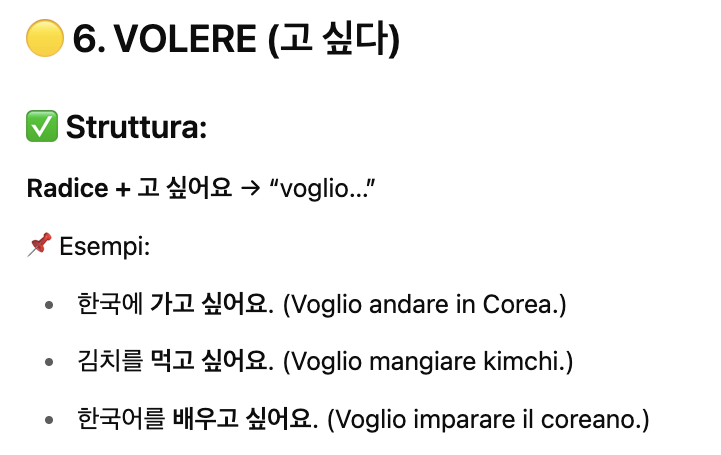 🟡 6. VOLERE (고 싶다)
✅ Struttura:
Radice + 고 싶어요 → “voglio…”
📌 Esempi:
• 한국에 가고 싶어요. (Voglio andare in Corea.)
• 김치를 먹고 싶어요. (Voglio mangiare kimchi.)
• 한국어를 배우고 싶어요. (Voglio imparare il coreano.)